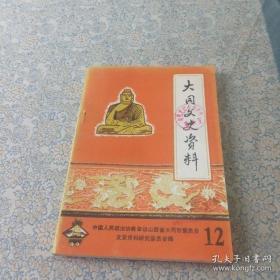 大同文史资料
中国人民政治协商会议山西省大同市委员会
文史资料研究委员会编
12
孔夫子旧书网